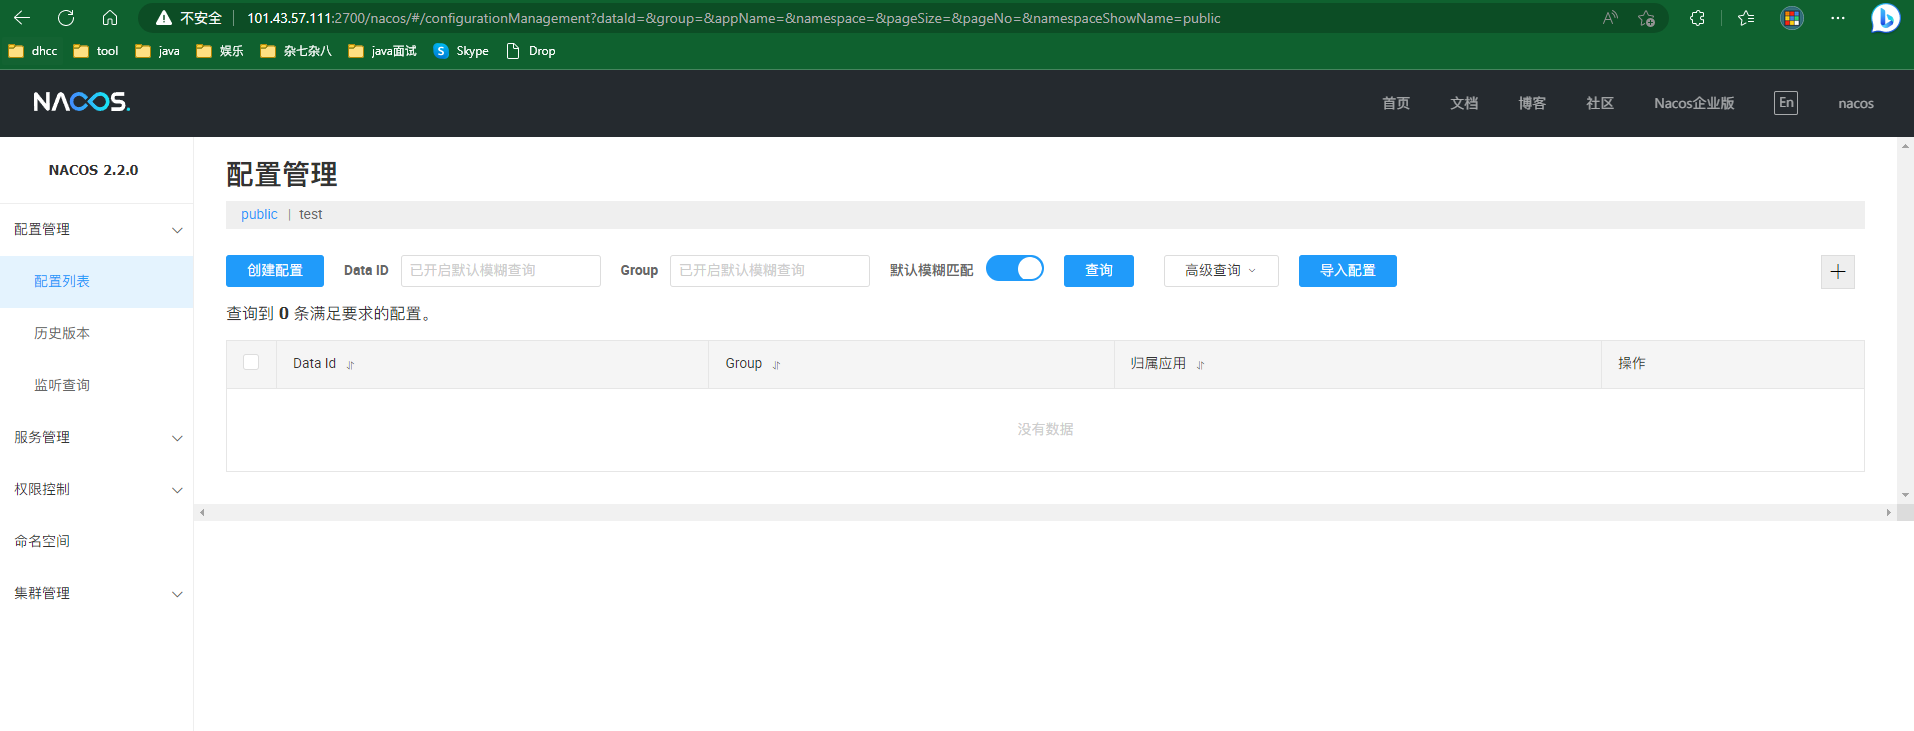 不安全 101.43.57.111:2700/nacos/#/configurationManagement?dataId=&group=&appName=&namespace=&pageSize=&pageNo=&namespaceShowName=public
dhcc tool java 娱乐 杂七杂八 java面试 Skype Drop
NACOS. 首页 文档 博客 社区 Nacos企业版 En nacos
NACOS 2.2.0
配置管理
配置列表
历史版本
监听查询
服务管理
权限控制
命名空间
集群管理
配置管理
public | test
创建配置 Data ID 已开启默认模糊查询 Group 已开启默认模糊查询 默认模糊匹配 查询 高级查询 导入配置
查询到 0 条满足要求的配置。
Data Id Group 归属应用 操作
没有数据